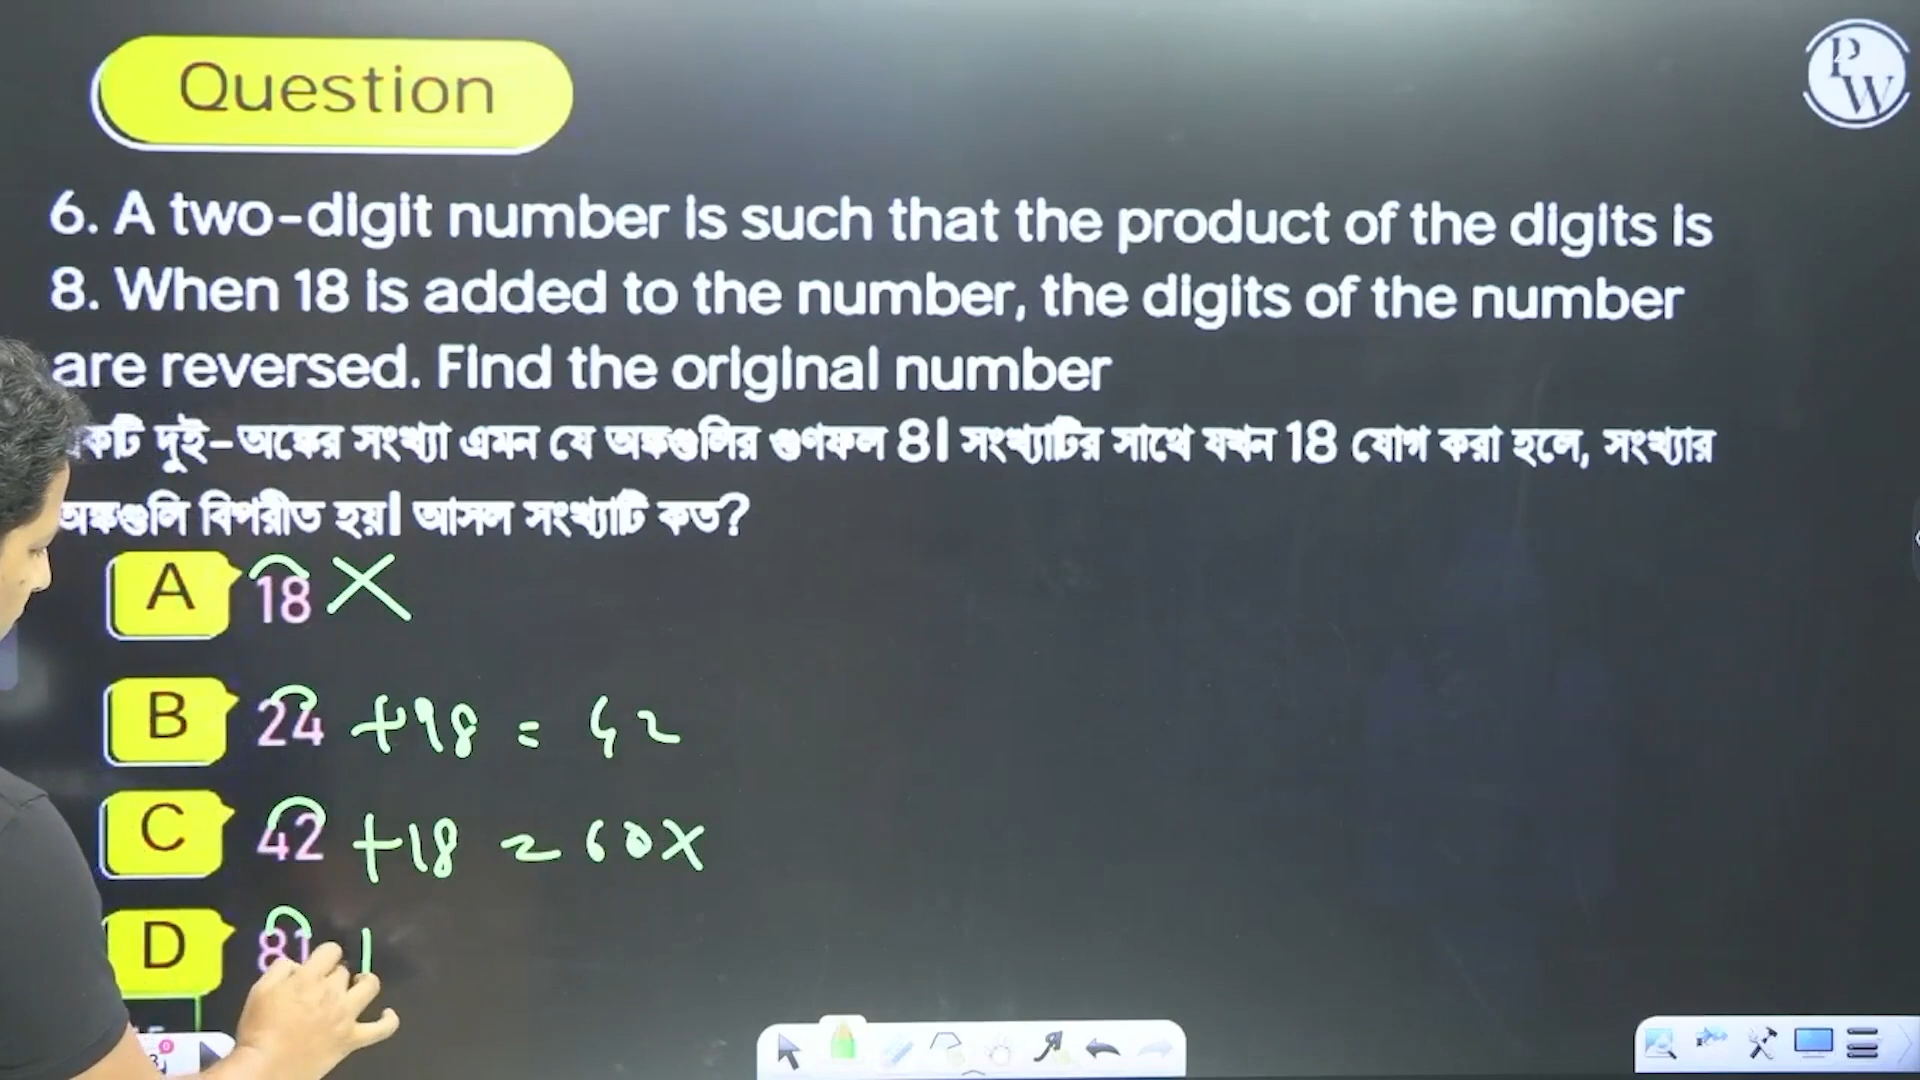 Question
PW
6. A two-digit number is such that the product of the digits is
8. When 18 is added to the number, the digits of the number
are reversed. Find the original number
কটি দুই-অঙ্কের সংখ্যা এমন যে অঙ্কগুলির গুণফল 8। সংখ্যাটির সাথে যখন 18 যোগ করা হলে, সংখ্যার
অঙ্কগুলি বিপরীত হয়। আসল সংখ্যাটি কত?
A 18 X
B 24 +18 = 42
C 42 +18 = 60 X
D 81